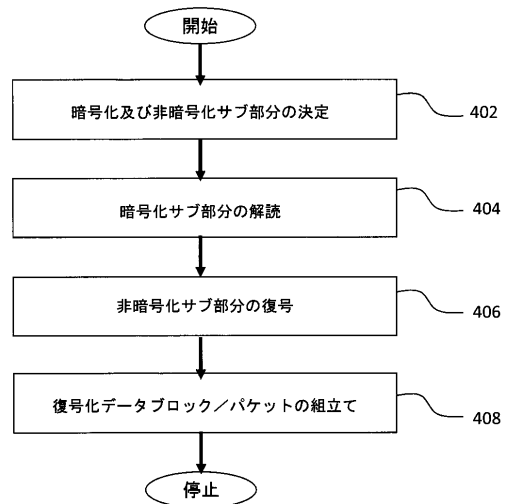 開始
暗号化及び非暗号化サブ部分の決定
402
暗号化サブ部分の解読
404
非暗号化サブ部分の復号
406
復号化データブロック／パケットの組立て
408
停止